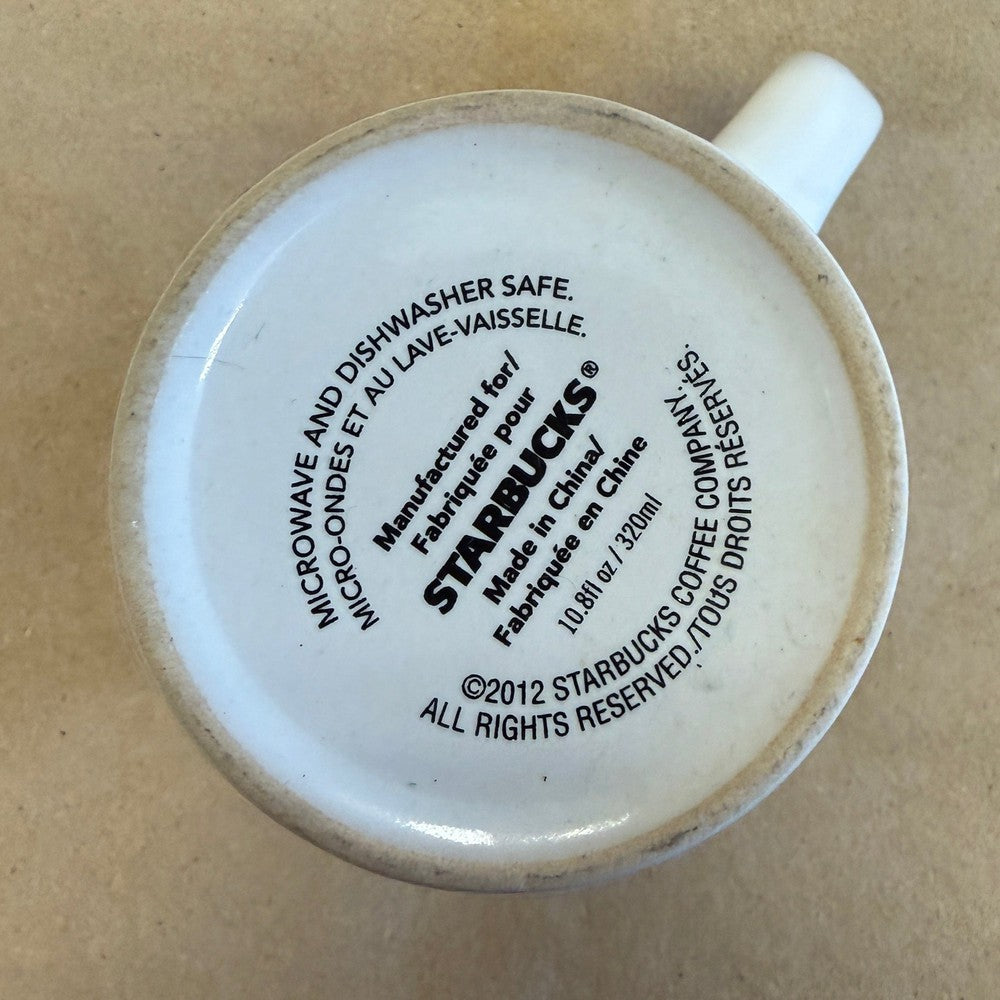 MICROWAVE AND DISHWASHER SAFE.
MICRO-ONDES ET AU LAVE-VAISSELLE.
Manufactured for/
Fabriquée pour
STARBUCKS®
Made in China/
Fabriquée en Chine
10.8fl oz / 320ml
©2012 STARBUCKS COFFEE COMPANY.
ALL RIGHTS RESERVED./TOUS DROITS RÉSERVÉS.